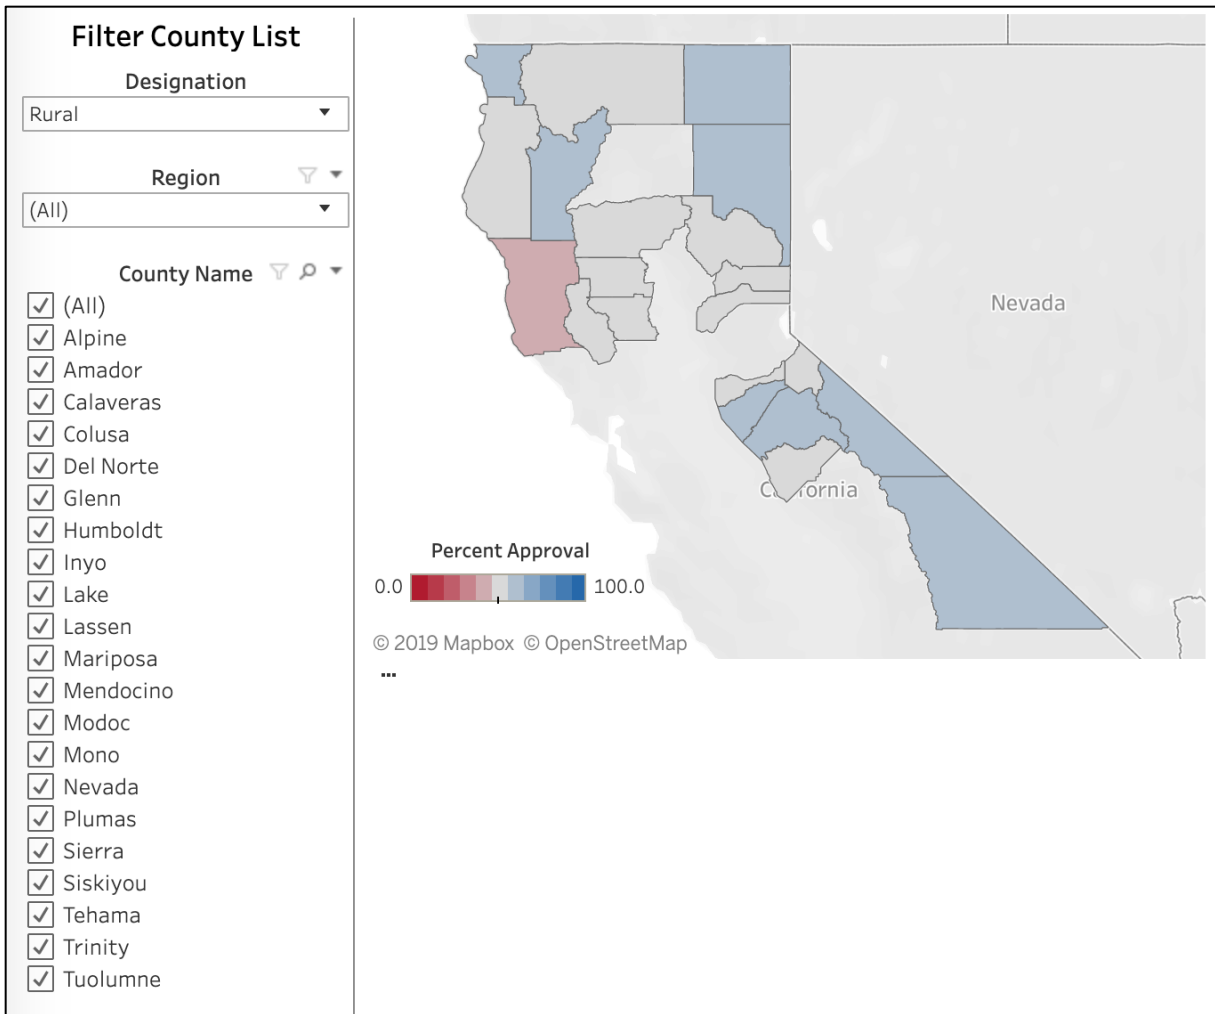 Filter County List
Designation
Rural
Region
(All)
County Name
(All)
Alpine
Amador
Calaveras
Colusa
Del Norte
Glenn
Humboldt
Inyo
Lake
Lassen
Mariposa
Mendocino
Modoc
Mono
Nevada
Plumas
Sierra
Siskiyou
Tehama
Trinity
Tuolumne
Nevada
California
Percent Approval
0.0 100.0
© 2019 Mapbox © OpenStreetMap
...